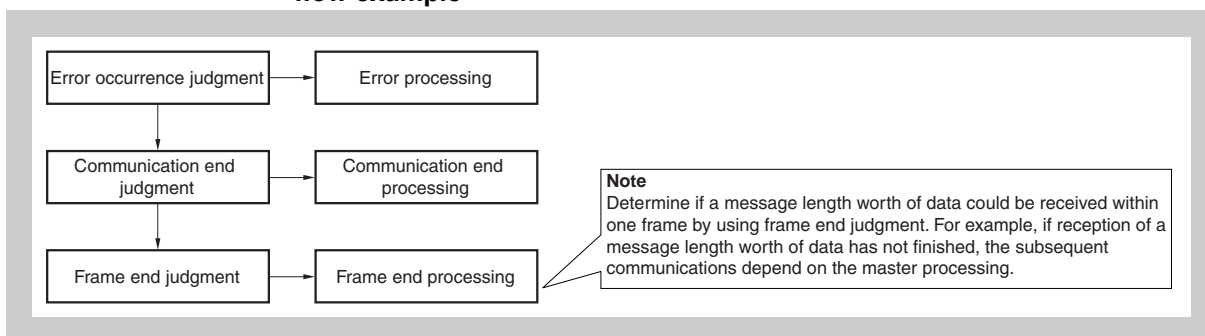 Error occurrence judgment
Error processing
Communication end
judgment
Communication end
processing
Note
Determine if a message length worth of data could be received within
one frame by using frame end judgment. For example, if reception of a
message length worth of data has not finished, the subsequent
communications depend on the master processing.
Frame end judgment
Frame end processing